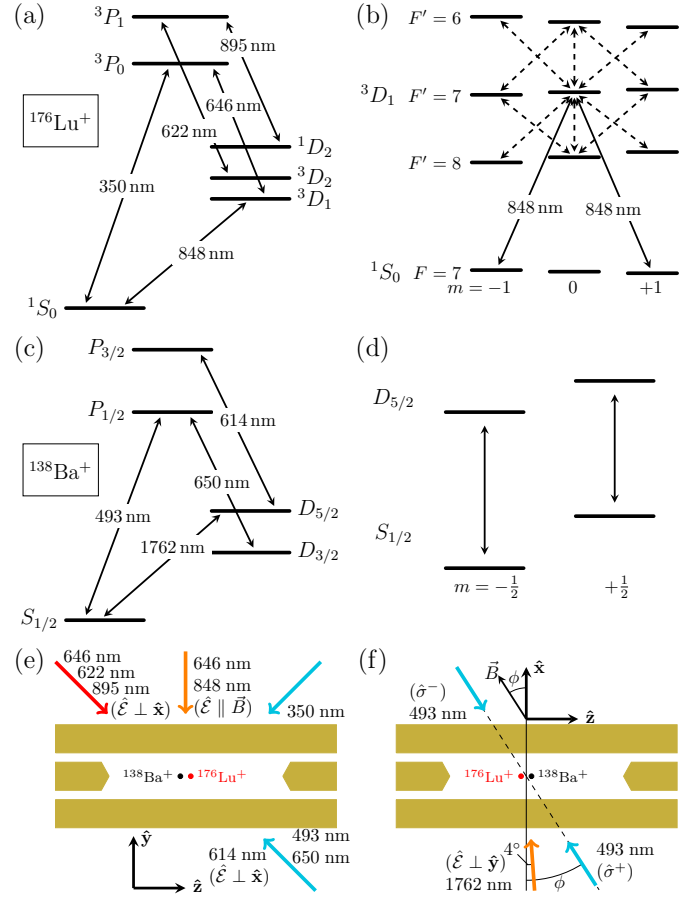 (a)
³P₁
³P₀
895 nm
¹⁷⁶Lu⁺
646 nm
622 nm
¹D₂
³D₂
³D₁
350 nm
848 nm
¹S₀
(b)
F′ = 6
³D₁
F′ = 7
F′ = 8
848 nm
848 nm
¹S₀
F = 7
m = −1
0
+1
(c)
P₃/₂
P₁/₂
614 nm
¹³⁸Ba⁺
650 nm
493 nm
D₅/₂
1762 nm
D₃/₂
S₁/₂
(d)
D₅/₂
S₁/₂
m = −½
+½
(e)
646 nm
622 nm
895 nm
(ℰ̂ ⊥ x̂)
646 nm
848 nm
(ℰ̂ ∥ B⃗)
350 nm
¹³⁸Ba⁺
¹⁷⁶Lu⁺
ŷ
ẑ
614 nm
(ℰ̂ ⊥ x̂)
493 nm
650 nm
(f)
(σ̂⁻)
493 nm
B⃗
ϕ
x̂
ẑ
¹⁷⁶Lu⁺
¹³⁸Ba⁺
4°
(ℰ̂ ⊥ ŷ)
1762 nm
ϕ
493 nm
(σ̂⁺)